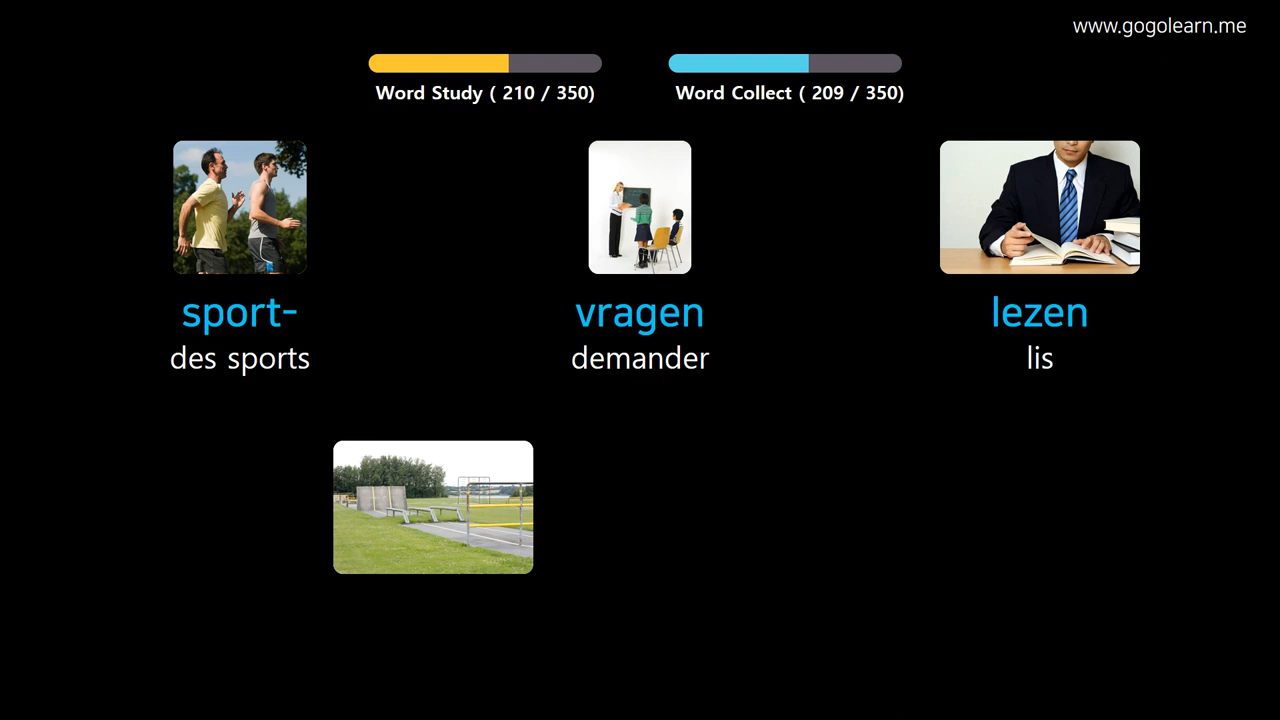 www.gogolearn.me
Word Study ( 210 / 350)
Word Collect ( 209 / 350)
sport-
des sports
vragen
demander
lezen
lis